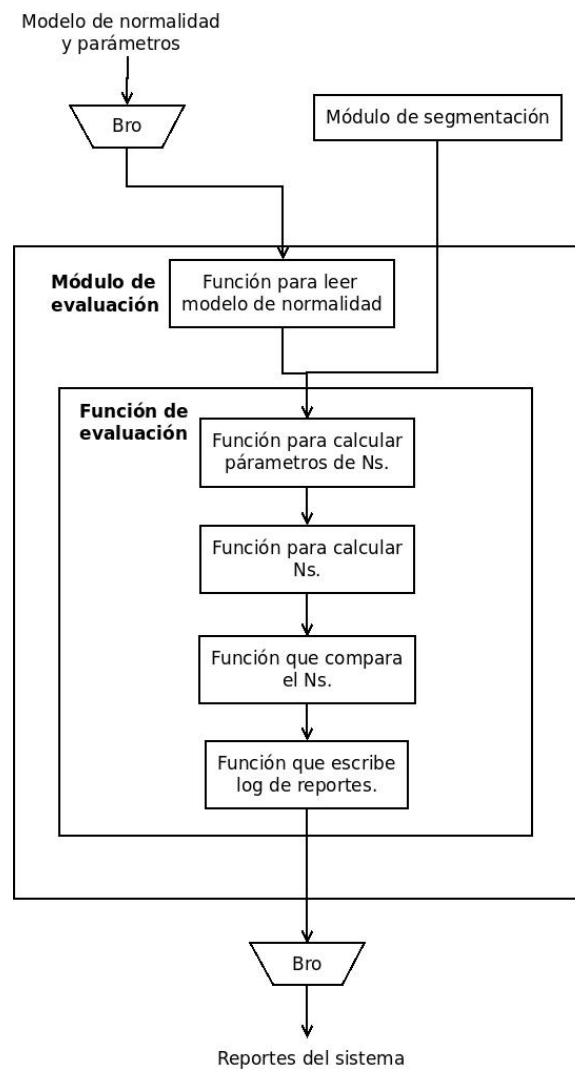 Modelo de normalidad
y parámetros
Bro
Módulo de segmentación
Módulo de
evaluación
Función para leer
modelo de normalidad
Función de
evaluación
Función para calcular
párametros de Ns.
Función para calcular
Ns.
Función que compara
el Ns.
Función que escribe
log de reportes.
Bro
Reportes del sistema